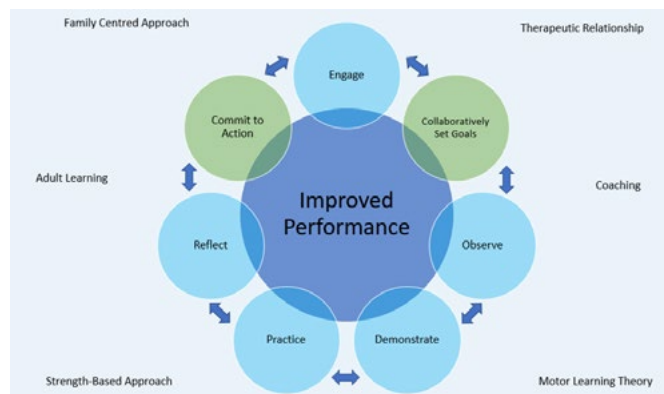 Family Centred Approach
Therapeutic Relationship
Engage
Commit to
Action
Collaboratively
Set Goals
Adult Learning
Coaching
Improved
Performance
Reflect
Observe
Practice
Demonstrate
Strength-Based Approach
Motor Learning Theory